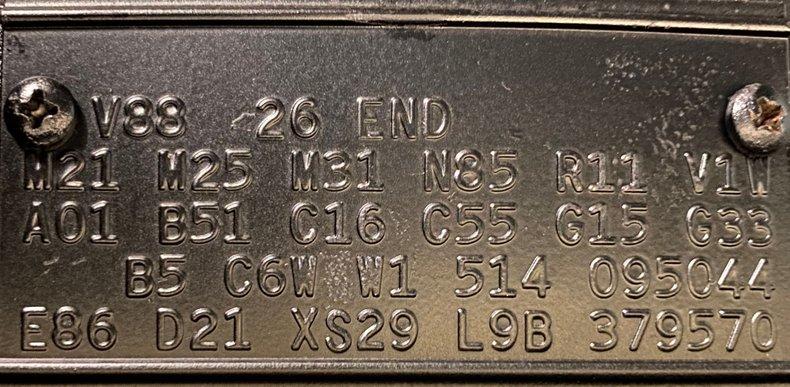 V88 26 END
M21 M25 M31 N85 R11 V1W
A01 B51 C16 C55 G15 G33
B5 C6W W1 514 095044
E86 D21 XS29 L9B 379570